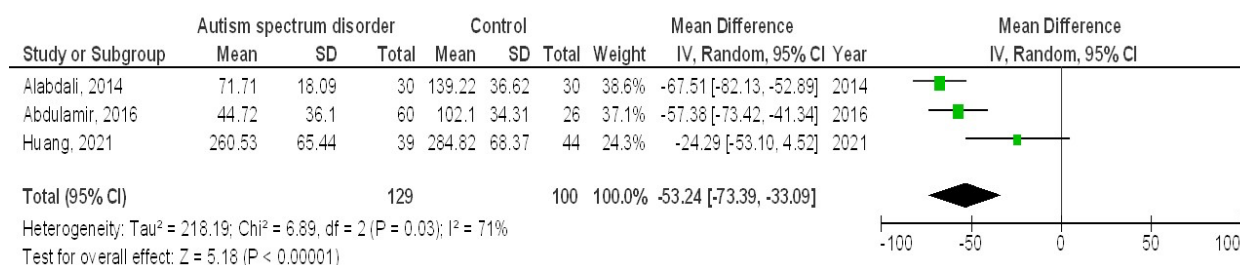 Autism spectrum disorder Control Mean Difference Mean Difference
Study or Subgroup Mean SD Total Mean SD Total Weight IV, Random, 95% CI Year IV, Random, 95% CI
Alabdali, 2014 71.71 18.09 30 139.22 36.62 30 38.6% -67.51 [-82.13, -52.89] 2014
Abdulamir, 2016 44.72 36.1 60 102.1 34.31 26 37.1% -57.38 [-73.42, -41.34] 2016
Huang, 2021 260.53 65.44 39 284.82 68.37 44 24.3% -24.29 [-53.10, 4.52] 2021
Total (95% CI) 129 100 100.0% -53.24 [-73.39, -33.09]
Heterogeneity: Tau² = 218.19; Chi² = 6.89, df = 2 (P = 0.03); I² = 71%
Test for overall effect: Z = 5.18 (P < 0.00001)
-100 -50 0 50 100